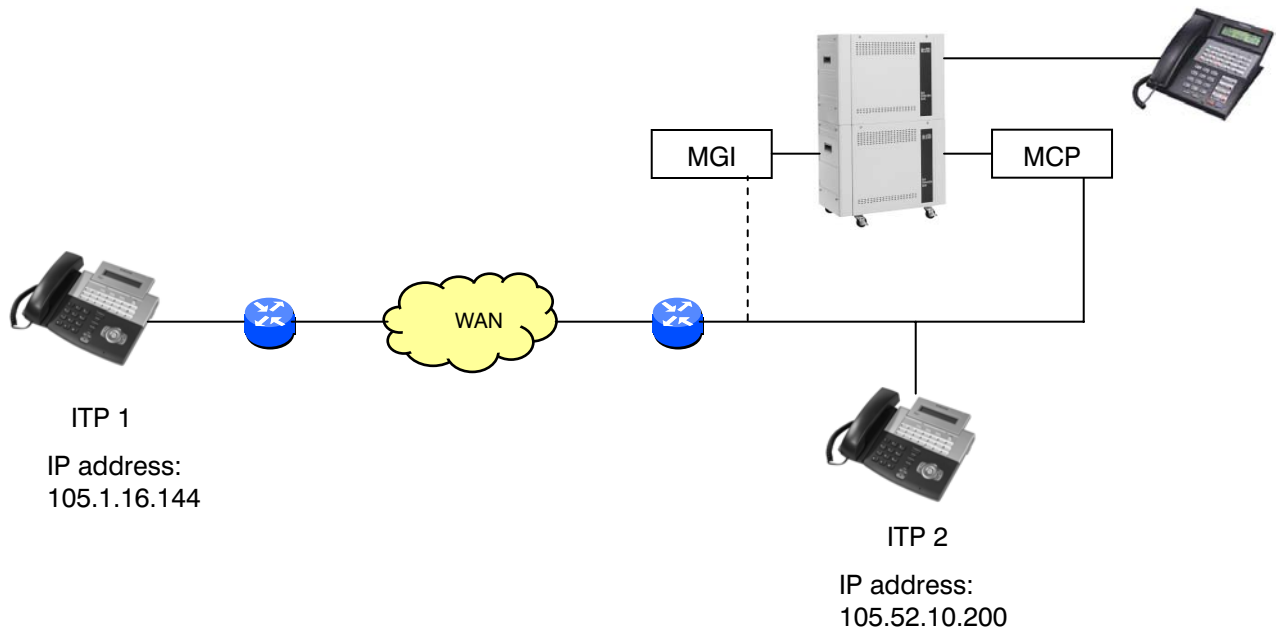 MGI
MCP
WAN
ITP 1
IP address:
105.1.16.144
ITP 2
IP address:
105.52.10.200